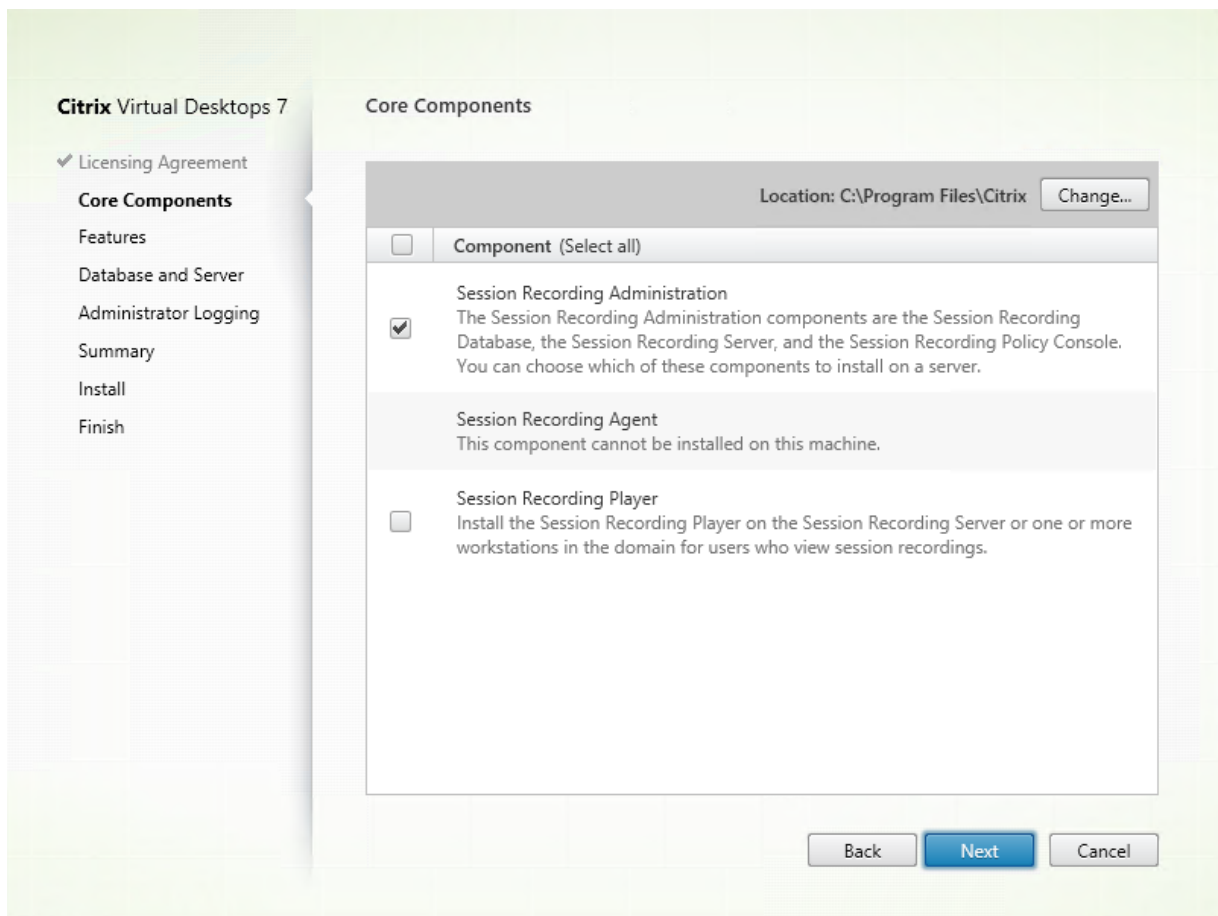 Citrix Virtual Desktops 7
Licensing Agreement
Core Components
Features
Database and Server
Administrator Logging
Summary
Install
Finish
Core Components
Location: C:\Program Files\Citrix
Change...
Component (Select all)
Session Recording Administration
The Session Recording Administration components are the Session Recording
Database, the Session Recording Server, and the Session Recording Policy Console.
You can choose which of these components to install on a server.
Session Recording Agent
This component cannot be installed on this machine.
Session Recording Player
Install the Session Recording Player on the Session Recording Server or one or more
workstations in the domain for users who view session recordings.
Back
Next
Cancel